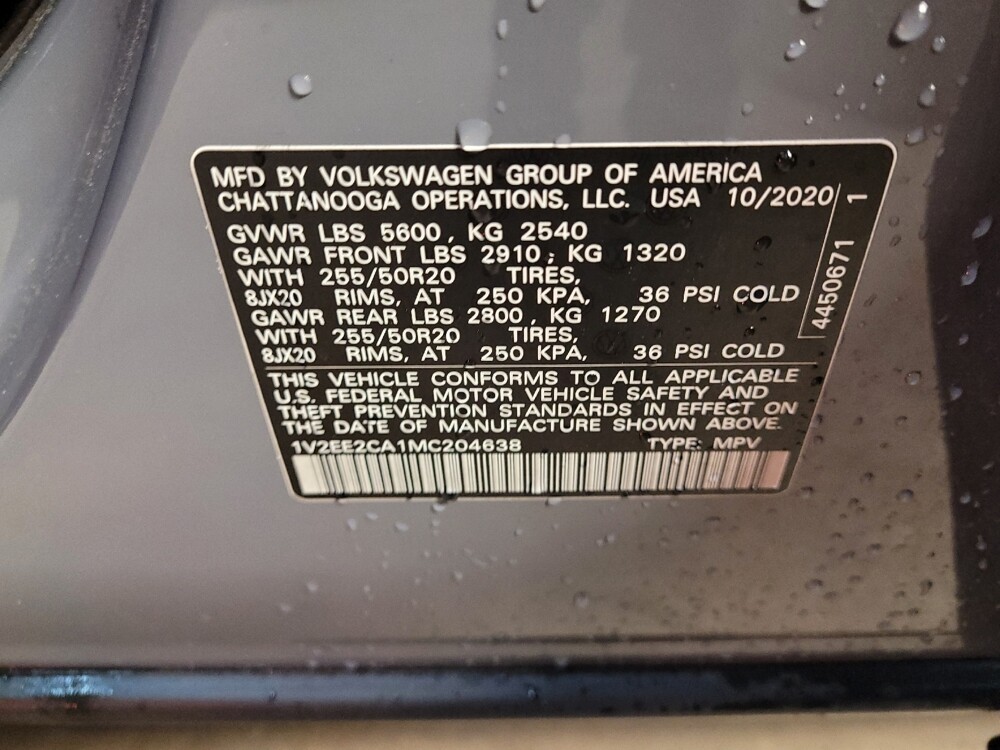 MFD BY VOLKSWAGEN GROUP OF AMERICA
CHATTANOOGA OPERATIONS, LLC. USA 10/2020
GVWR LBS 5600, KG 2540
GAWR FRONT LBS 2910, KG 1320
WITH 255/50R20 TIRES,
8JX20 RIMS, AT 250 KPA, 36 PSI COLD
GAWR REAR LBS 2800, KG 1270
WITH 255/50R20 TIRES,
8JX20 RIMS, AT 250 KPA, 36 PSI COLD
THIS VEHICLE CONFORMS TO ALL APPLICABLE
U.S. FEDERAL MOTOR VEHICLE SAFETY AND
THEFT PREVENTION STANDARDS IN EFFECT ON
THE DATE OF MANUFACTURE SHOWN ABOVE.
1V2EE2CA1MC204638 TYPE: MPV
4450671 1